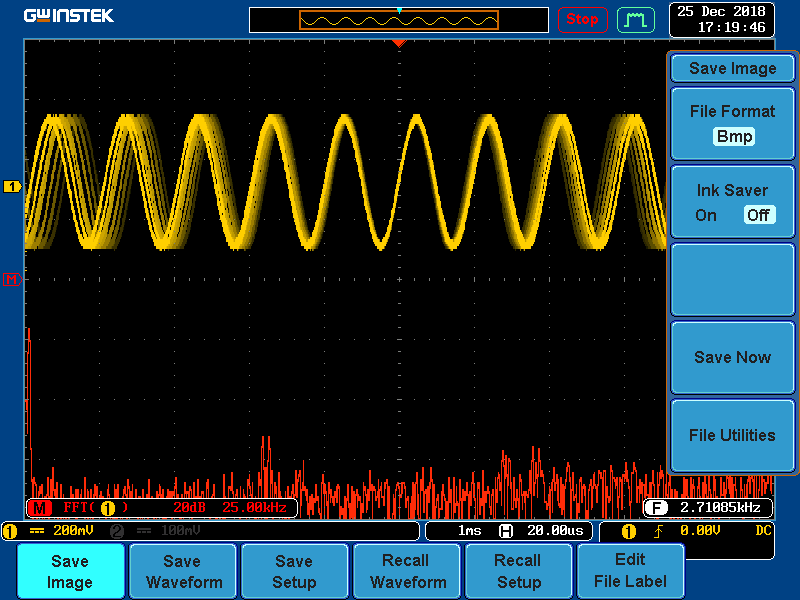 GWINSTEK
Stop
25 Dec 2018
17:19:46
Save Image
File Format
Bmp
Ink Saver
On Off
Save Now
File Utilities
1
M
M FFT( 1 ) 20dB 25.00kHz
F 2.71085kHz
1 200mV 2 100mV
1ms H 20.00us
1 0.00V DC
Save Image
Save Waveform
Save Setup
Recall Waveform
Recall Setup
Edit File Label